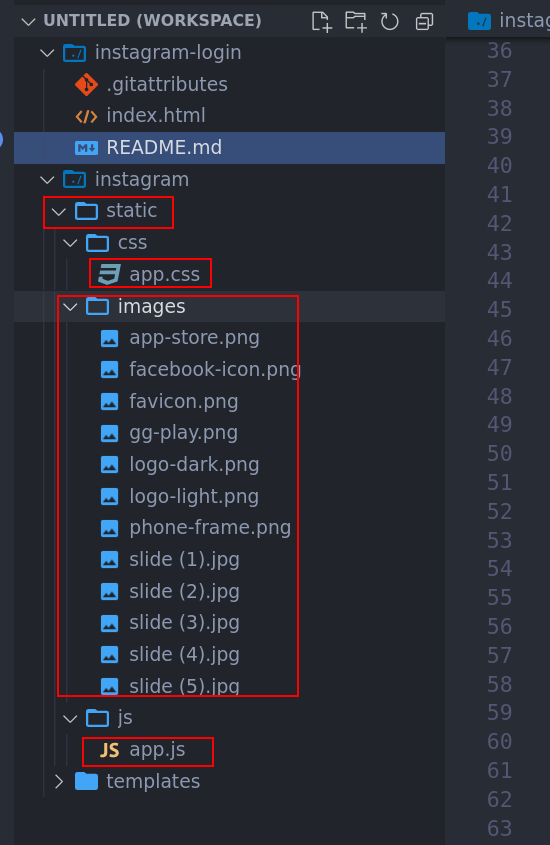 UNTITLED (WORKSPACE)
instagram-login
.gitattributes
index.html
README.md
instagram
static
css
app.css
images
app-store.png
facebook-icon.png
favicon.png
gg-play.png
logo-dark.png
logo-light.png
phone-frame.png
slide (1).jpg
slide (2).jpg
slide (3).jpg
slide (4).jpg
slide (5).jpg
js
JS app.js
templates
instag
36
37
38
39
40
41
42
43
44
45
46
47
48
49
50
51
52
53
54
55
56
57
58
59
60
61
62
63